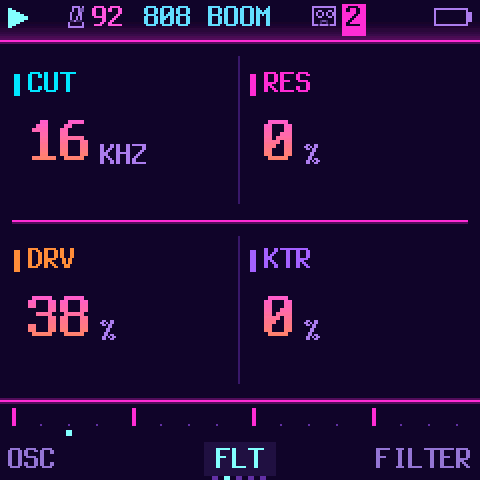 92 808 BOOM 2
CUT RES
16 KHZ 0 %
DRV KTR
38 % 0 %
OSC FLT FILTER